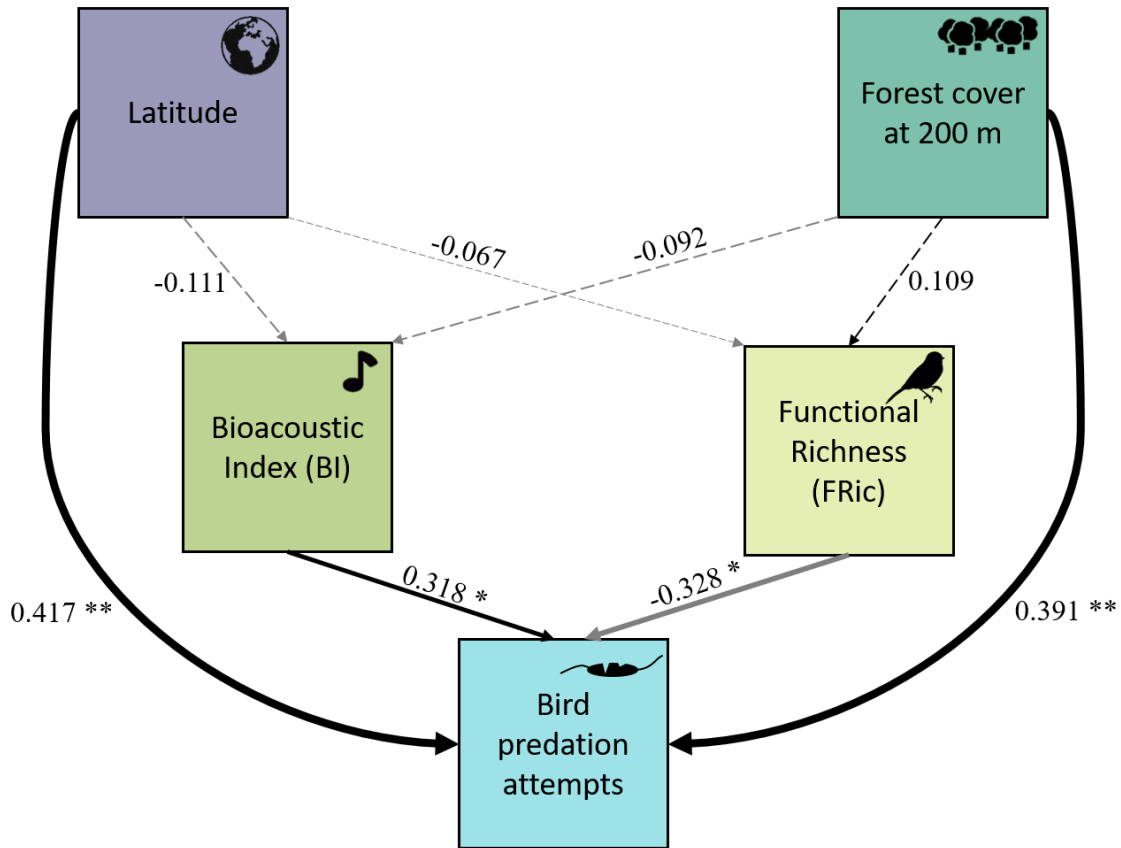 Latitude
Forest cover
at 200 m
-0.067
-0.092
-0.111
0.109
Bioacoustic
Index (BI)
Functional
Richness
(FRic)
0.318 *
-0.328 *
0.417 **
0.391 **
Bird
predation
attempts